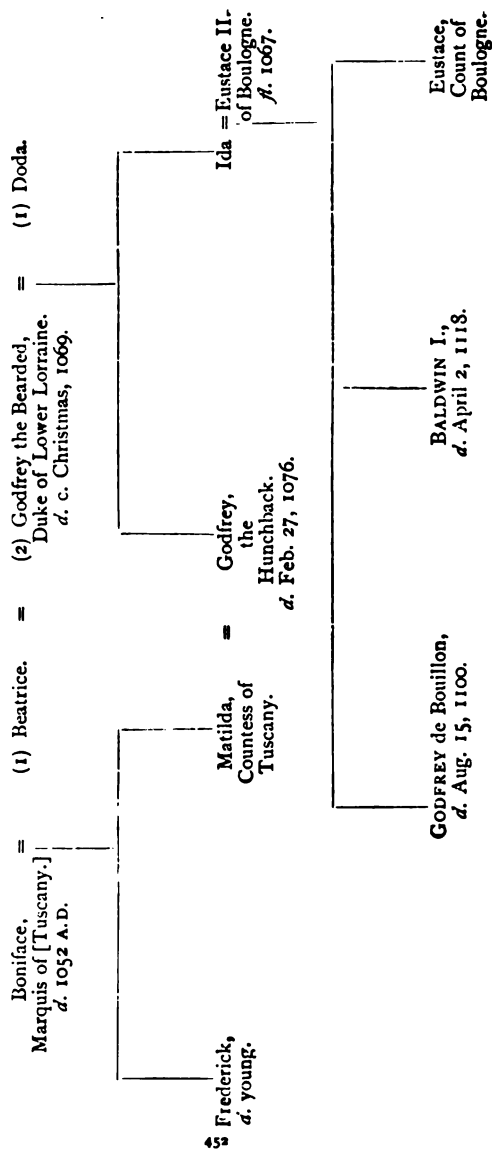 Boniface, = (1) Beatrice. = (2) Godfrey the Bearded, = (1) Doda.
Marquis of [Tuscany.] Duke of Lower Lorraine.
d. 1052 A.D. d. c. Christmas, 1069.
Frederick, Matilda, = Godfrey, Ida = Eustace II.
d. young. Countess of the of Boulogne.
Tuscany. Hunchback. fl. 1067.
d. Feb. 27, 1076.
GODFREY de Bouillon, BALDWIN I., Eustace,
d. Aug. 15, 1100. d. April 2, 1118. Count of
Boulogne.
452